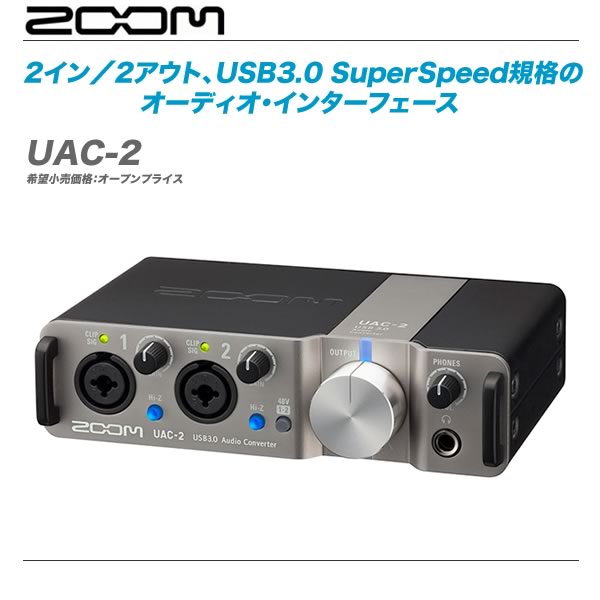 ZOOM
2イン／2アウト、USB3.0 SuperSpeed規格の
オーディオ・インターフェース
UAC-2
希望小売価格：オープンプライス
ZOOM
UAC-2
USB 3.0
OUTPUT
PHONES
CLIP
SIG
1
CLIP
SIG
2
Hi-Z
Hi-Z
48V
1-2
ZOOM UAC-2 USB3.0 Audio Converter